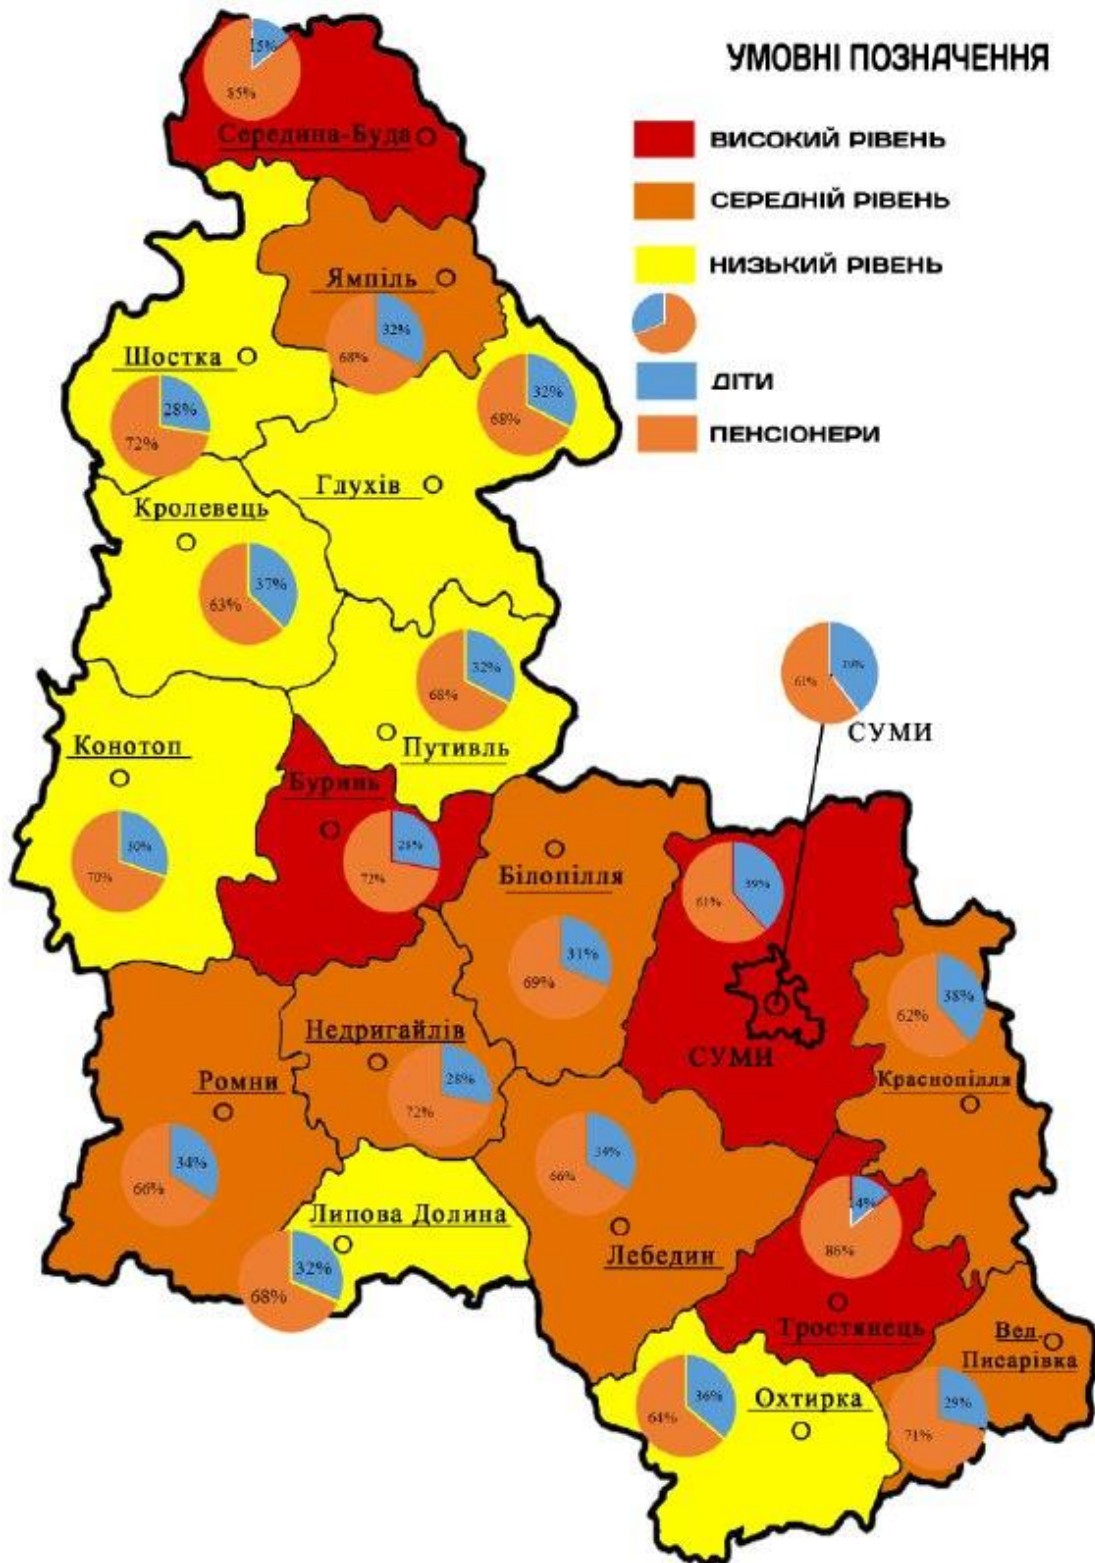 УМОВНІ ПОЗНАЧЕННЯ
ВИСОКИЙ РІВЕНЬ
СЕРЕДНІЙ РІВЕНЬ
НИЗЬКИЙ РІВЕНЬ
ДІТИ
ПЕНСІОНЕРИ
15%
85%
Середина-Буда
Ямпіль
32%
68%
Шостка
28%
72%
32%
68%
Глухів
Кролевець
37%
63%
32%
68%
Путивль
Конотоп
30%
70%
Буринь
28%
72%
61%
СУМИ
Білопілля
31%
69%
39%
61%
СУМИ
38%
62%
Краснопілля
Недригайлів
28%
72%
Ромни
34%
66%
34%
66%
Лебедин
Липова Долина
32%
68%
14%
86%
Тростянець
Вел.
Писарівка
29%
71%
Охтирка
36%
64%